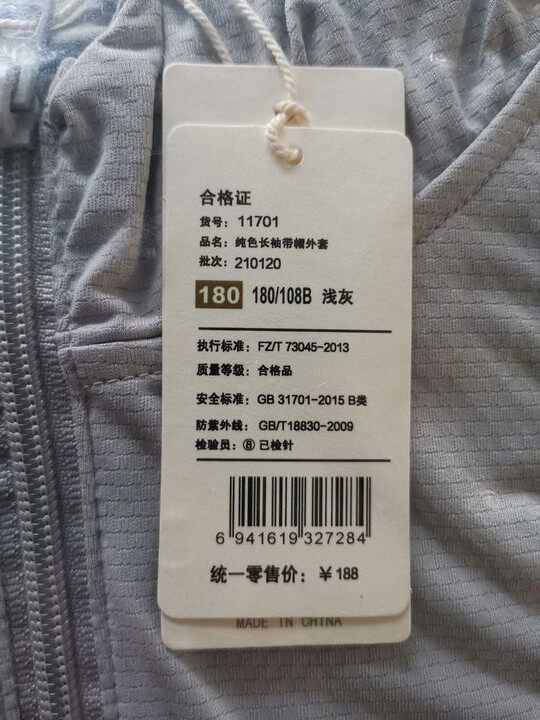 合格证
货号：11701
品名：纯色长袖带帽外套
批次：210120
180 180/108B 浅灰
执行标准：FZ/T 73045-2013
质量等级：合格品
安全标准：GB 31701-2015 B类
防紫外线：GB/T18830-2009
检验员：⑧ 已检针
6 941619 327284
统一零售价：￥188
MADE IN CHINA